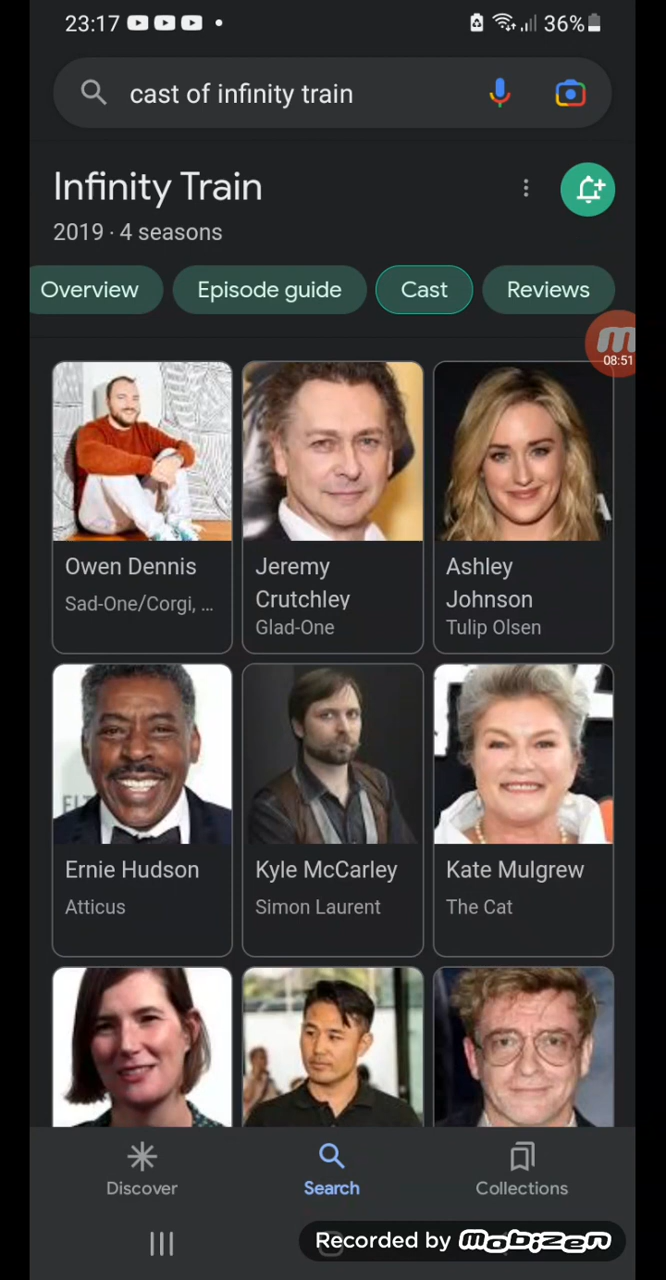 23:17
36%
cast of infinity train
Infinity Train
2019 · 4 seasons
Overview
Episode guide
Cast
Reviews
08:51
Owen Dennis
Sad-One/Corgi, ...
Jeremy
Crutchley
Glad-One
Ashley
Johnson
Tulip Olsen
Ernie Hudson
Atticus
Kyle McCarley
Simon Laurent
Kate Mulgrew
The Cat
Discover
Search
Collections
Recorded by mobizen